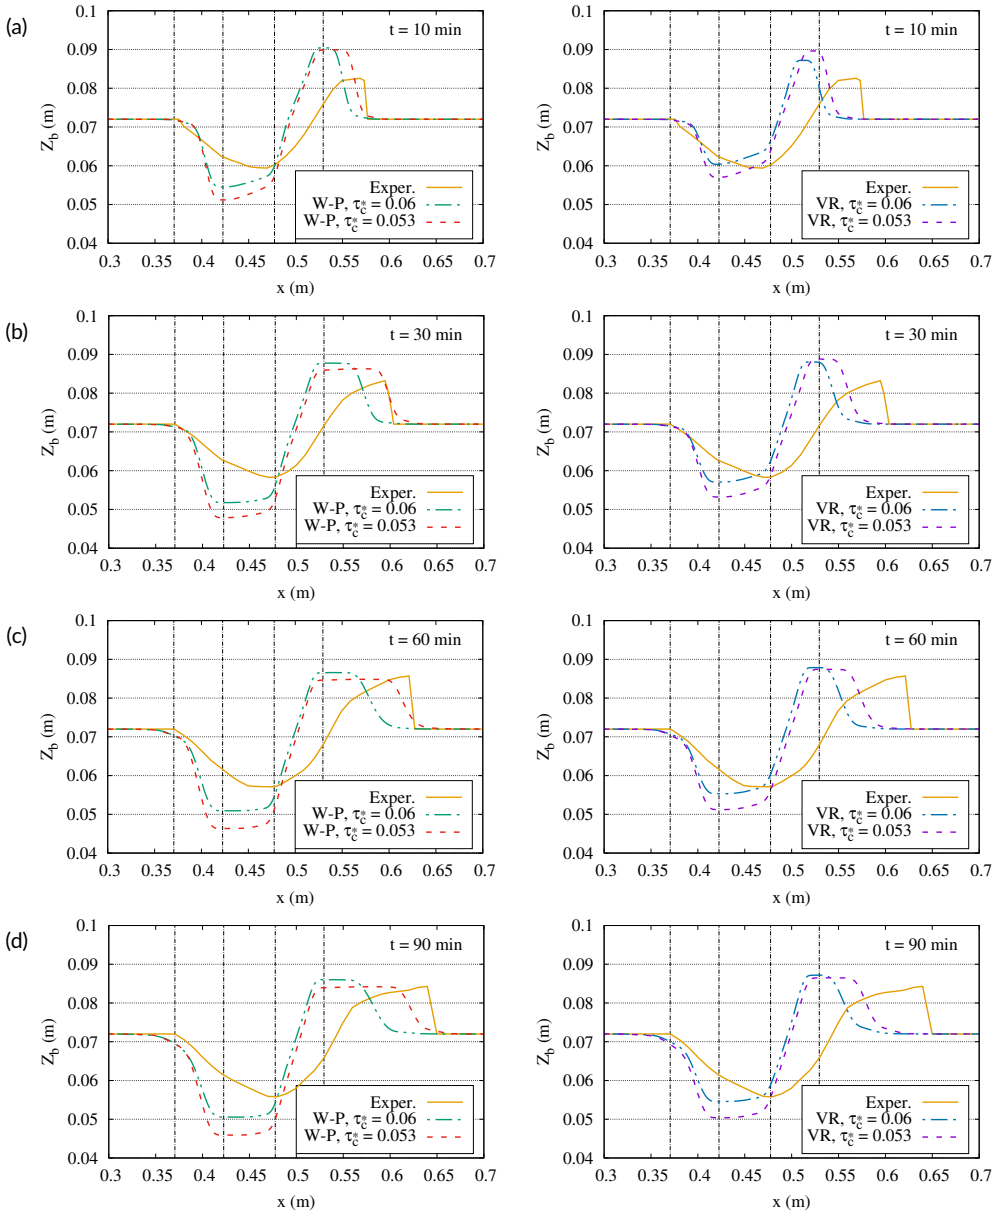 (a)
t = 10 min
0.1
0.09
0.08
0.07
0.06
0.05
0.04
Z_b (m)
Exper.
W-P, τ*_c = 0.06
W-P, τ*_c = 0.053
0.3 0.35 0.4 0.45 0.5 0.55 0.6 0.65 0.7
x (m)
t = 10 min
0.1
0.09
0.08
0.07
0.06
0.05
0.04
Z_b (m)
Exper.
VR, τ*_c = 0.06
VR, τ*_c = 0.053
0.3 0.35 0.4 0.45 0.5 0.55 0.6 0.65 0.7
x (m)
(b)
t = 30 min
0.1
0.09
0.08
0.07
0.06
0.05
0.04
Z_b (m)
Exper.
W-P, τ*_c = 0.06
W-P, τ*_c = 0.053
0.3 0.35 0.4 0.45 0.5 0.55 0.6 0.65 0.7
x (m)
t = 30 min
0.1
0.09
0.08
0.07
0.06
0.05
0.04
Z_b (m)
Exper.
VR, τ*_c = 0.06
VR, τ*_c = 0.053
0.3 0.35 0.4 0.45 0.5 0.55 0.6 0.65 0.7
x (m)
(c)
t = 60 min
0.1
0.09
0.08
0.07
0.06
0.05
0.04
Z_b (m)
Exper.
W-P, τ*_c = 0.06
W-P, τ*_c = 0.053
0.3 0.35 0.4 0.45 0.5 0.55 0.6 0.65 0.7
x (m)
t = 60 min
0.1
0.09
0.08
0.07
0.06
0.05
0.04
Z_b (m)
Exper.
VR, τ*_c = 0.06
VR, τ*_c = 0.053
0.3 0.35 0.4 0.45 0.5 0.55 0.6 0.65 0.7
x (m)
(d)
t = 90 min
0.1
0.09
0.08
0.07
0.06
0.05
0.04
Z_b (m)
Exper.
W-P, τ*_c = 0.06
W-P, τ*_c = 0.053
0.3 0.35 0.4 0.45 0.5 0.55 0.6 0.65 0.7
x (m)
t = 90 min
0.1
0.09
0.08
0.07
0.06
0.05
0.04
Z_b (m)
Exper.
VR, τ*_c = 0.06
VR, τ*_c = 0.053
0.3 0.35 0.4 0.45 0.5 0.55 0.6 0.65 0.7
x (m)